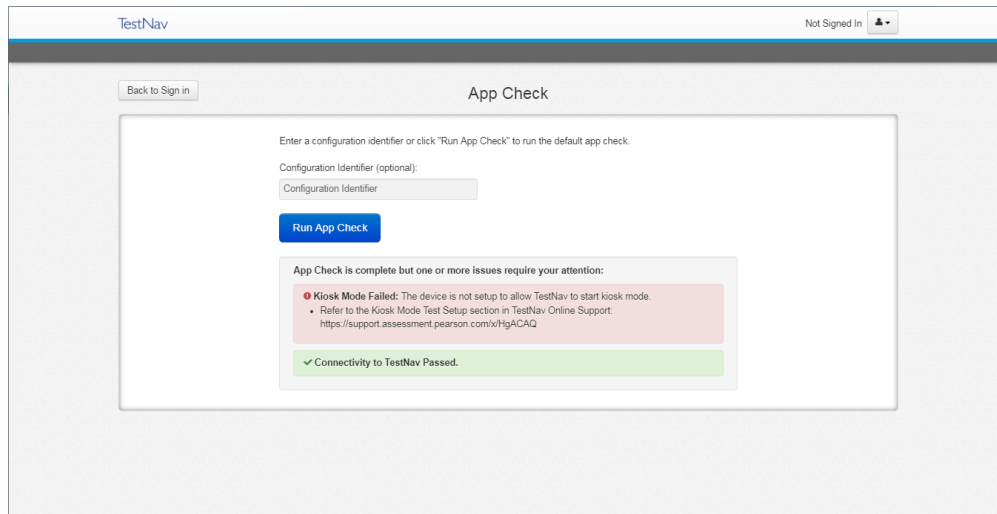 TestNav
Not Signed In
Back to Sign in
App Check
Enter a configuration identifier or click "Run App Check" to run the default app check.
Configuration Identifier (optional):
Configuration Identifier
Run App Check
App Check is complete but one or more issues require your attention:
Kiosk Mode Failed: The device is not setup to allow TestNav to start kiosk mode.
• Refer to the Kiosk Mode Test Setup section in TestNav Online Support:
https://support.assessment.pearson.com/x/HgACAQ
Connectivity to TestNav Passed.